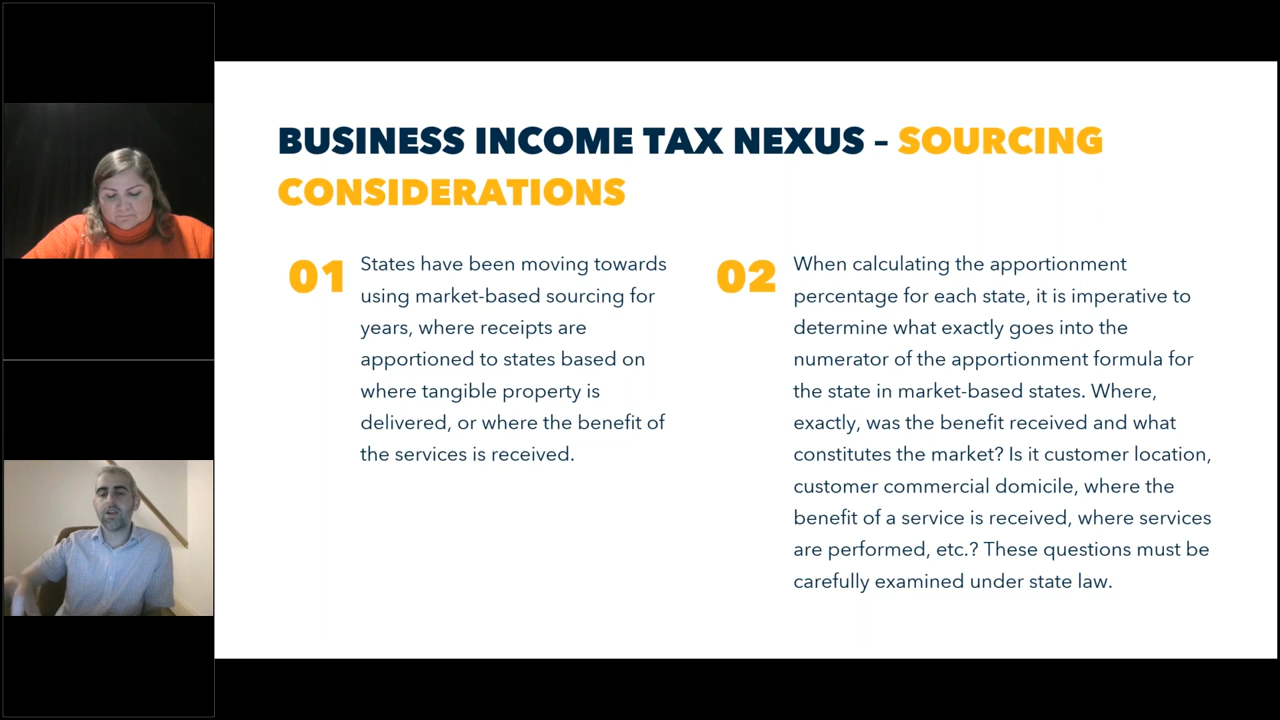 BUSINESS INCOME TAX NEXUS – SOURCING
CONSIDERATIONS
01
States have been moving towards
using market-based sourcing for
years, where receipts are
apportioned to states based on
where tangible property is
delivered, or where the benefit of
the services is received.
02
When calculating the apportionment
percentage for each state, it is imperative to
determine what exactly goes into the
numerator of the apportionment formula for
the state in market-based states. Where,
exactly, was the benefit received and what
constitutes the market? Is it customer location,
customer commercial domicile, where the
benefit of a service is received, where services
are performed, etc.? These questions must be
carefully examined under state law.